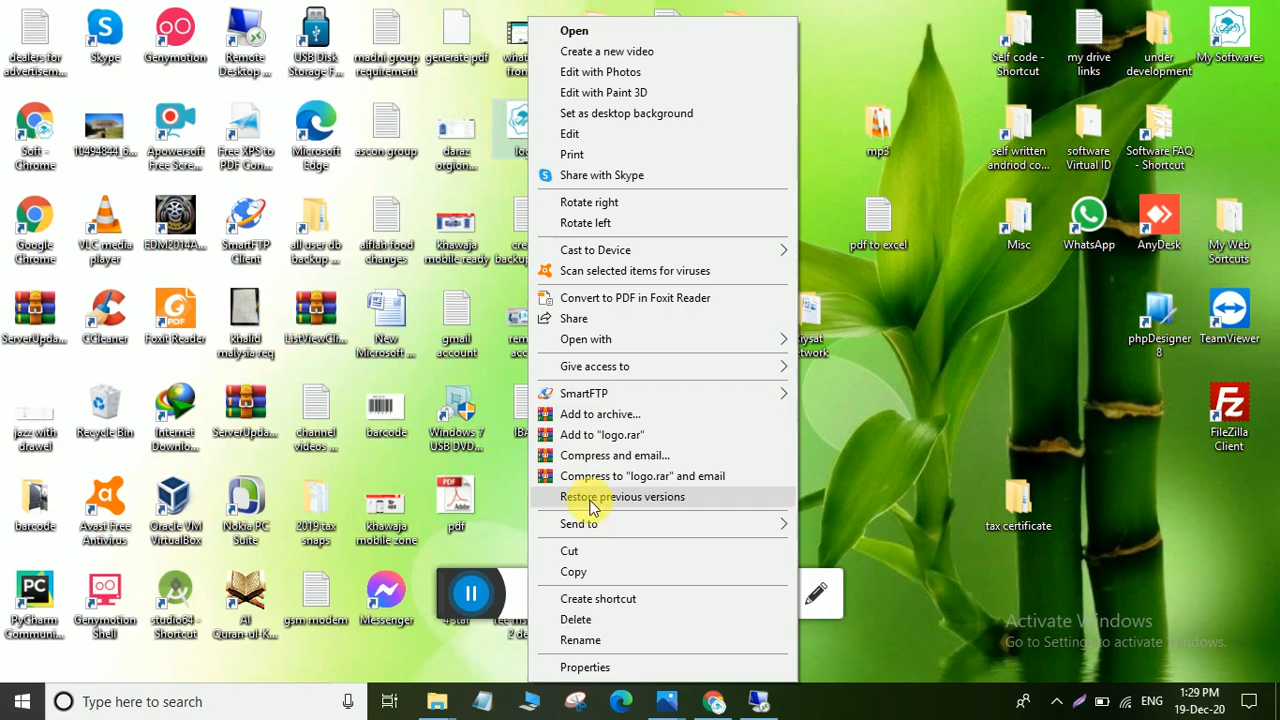 dealers for
advertisem...
Skype
Genymotion
Remote
Desktop ...
USB Disk
Storage F...
madni group
requirement
generate pdf
Soft -
Chrome
10494844_6...
Apowersoft
Free Scre...
Free XPS to
PDF Con...
Microsoft
Edge
ascon group
daraz
orgion...
Google
Chrome
VLC media
player
EDM2014A...
SmartFTP
Client
all user db
backup ...
alflah food
changes
khawaja
mobile ready
ServerUpda...
CCleaner
Foxit Reader
khalid
malysia req
ListViewCli...
New
Microsoft ...
gmail
account
jazz with
drawel
Recycle Bin
Internet
Downlo...
ServerUpda...
channel
videos ...
barcode
Windows 7
USB DVD...
barcode
Avast Free
Antivirus
Oracle VM
VirtualBox
Nokia PC
Suite
2019 tax
snaps
khawaja
mobile zone
PDF
pdf
PC
PyCharm
Communi...
Genymotion
Shell
studio64 -
Shortcut
Al
Quran-ul-K...
gsm modem
Messenger
Open
Create a new video
Edit with Photos
Edit with Paint 3D
Set as desktop background
Edit
Print
Share with Skype
Rotate right
Rotate left
Cast to Device
Scan selected items for viruses
Convert to PDF in Foxit Reader
Share
Open with
Give access to
SmartFTP
Add to archive...
Add to "logo.rar"
Compress and email...
Compress to "logo.rar" and email
Restore previous versions
Send to
Cut
Copy
Create shortcut
Delete
Rename
Properties
mp3
pdf to excel
Self code -
Shortcut
my drive
links
under
development
My Softwares
self written
andriod co...
software
Virtual ID
Software FAQ
- Shortcut
Misc
WhatsApp
AnyDesk
My Web
Sortcuts
phpDesigner
8
TeamViewer
FileZilla
Client
tax certificate
Activate Windows
Go to Settings to activate Windows.
Type here to search
ENG
1:29 PM
19-Dec-20